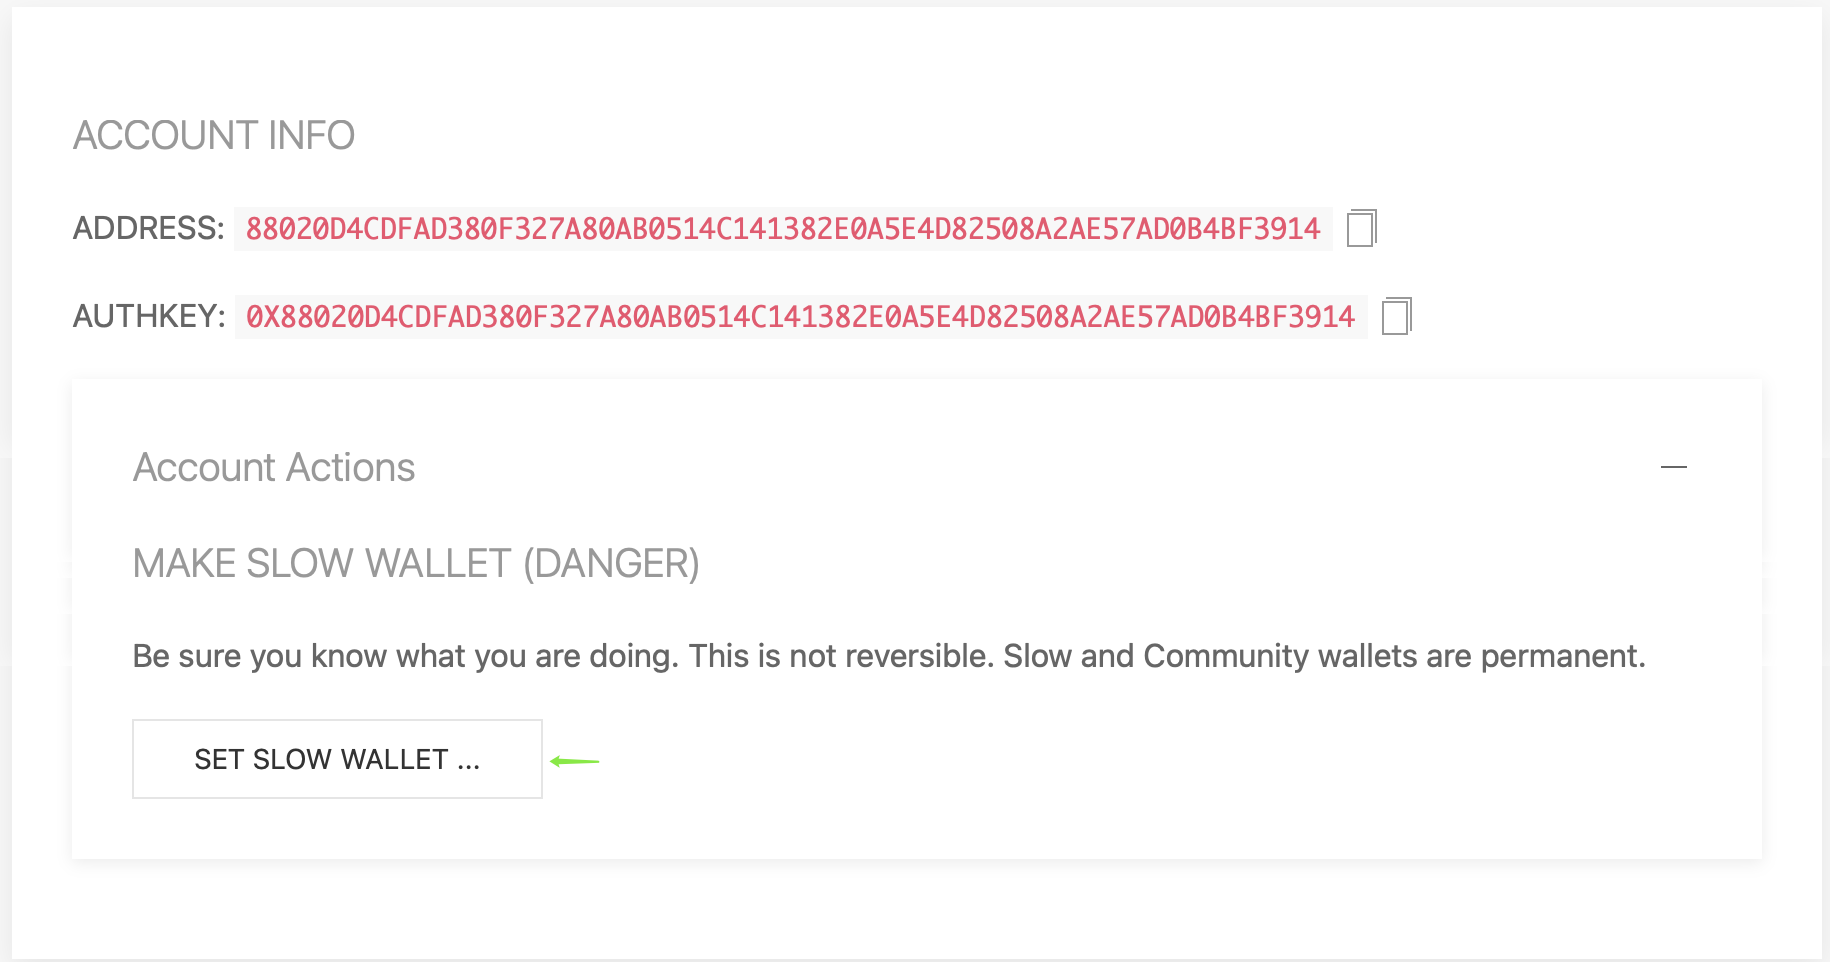 ACCOUNT INFO
ADDRESS: 88020D4CDFAD380F327A80AB0514C141382E0A5E4D82508A2AE57AD0B4BF3914
AUTHKEY: 0X88020D4CDFAD380F327A80AB0514C141382E0A5E4D82508A2AE57AD0B4BF3914
Account Actions
MAKE SLOW WALLET (DANGER)
Be sure you know what you are doing. This is not reversible. Slow and Community wallets are permanent.
SET SLOW WALLET ...